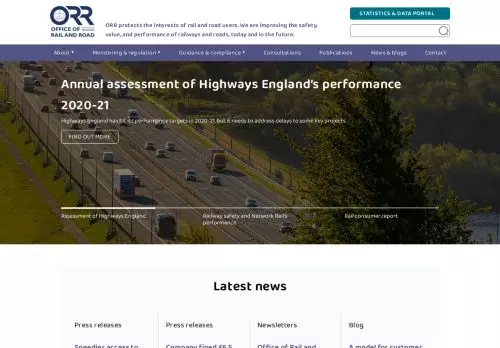 ORR
OFFICE OF
RAIL AND ROAD
ORR protects the interests of rail and road users. We are improving the safety,
value, and performance of railways and roads, today and in the future.
STATISTICS & DATA PORTAL
About
Monitoring & regulation
Guidance & compliance
Consultations
Publications
News & blogs
Contact
Annual assessment of Highways England's performance
2020-21
Highways England has hit its performance targets in 2020-21, but it needs to address delays to some key projects.
FIND OUT MORE
Assessment of Highways England
Railway safety and Network Rail's
performance
Rail consumer report
Latest news
Press releases
Press releases
Newsletters
Blog
Speedier access to
Company fined £6.5
Office of Rail and
A model for customer